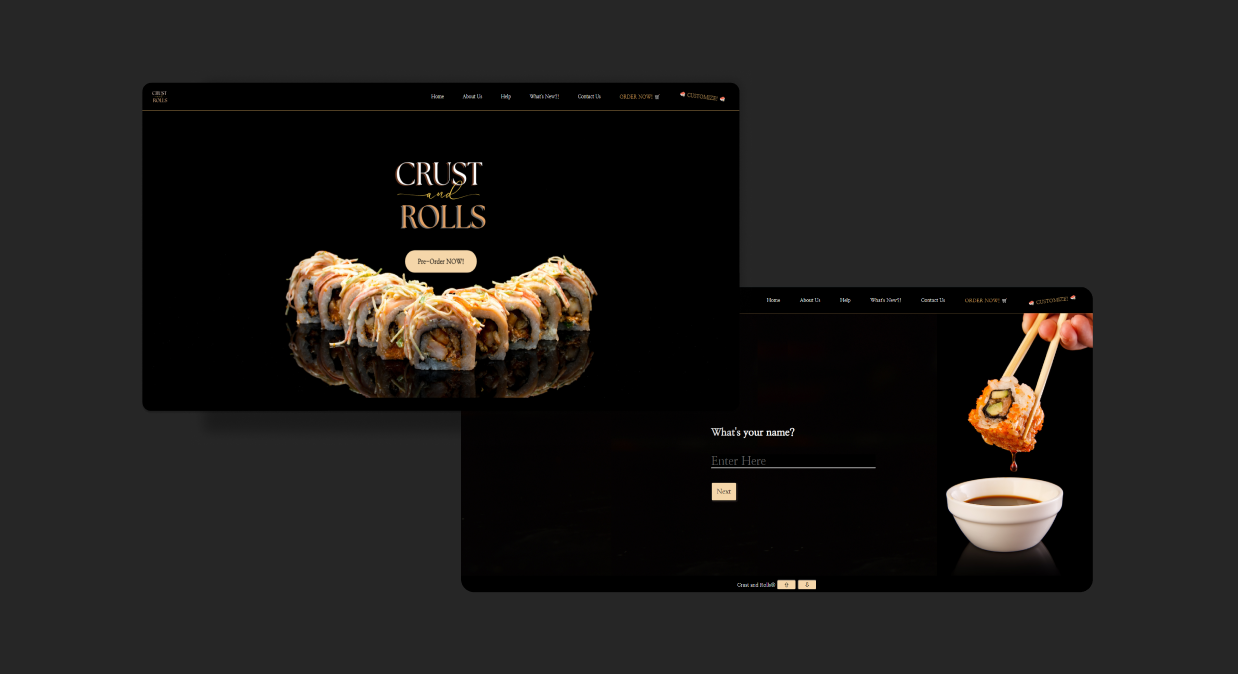 CRUST
and
ROLLS
Home About Us Help What's New!!! Contact Us ORDER NOW! 🛒 🍣 CUSTOMIZE! 🍣
CRUST
and
ROLLS
Pre-Order NOW!
Home About Us Help What's New!!! Contact Us ORDER NOW! 🛒 🍣 CUSTOMIZE! 🍣
What's your name?
Enter Here
Next
Crust and Rolls® ⇧ ⇩